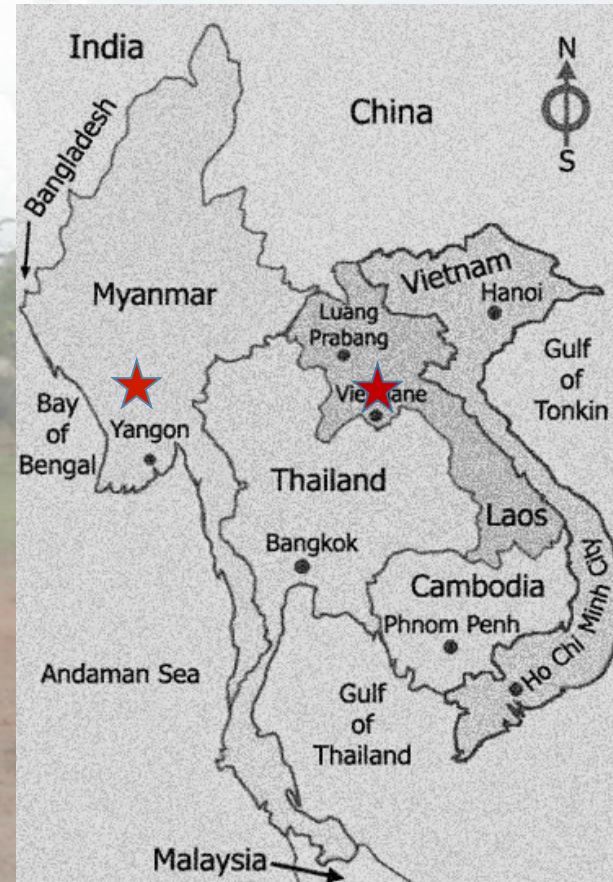 India
N
Bangladesh
China
S
Vietnam
Myanmar
Hanoi
Luang
Prabang
Gulf
of
Tonkin
Bay
of
Bengal
Yangon
Thailand
Laos
Bangkok
Cambodia
Phnom Penh
Ho Chi Minh City
Andaman Sea
Gulf
of
Thailand
Malaysia